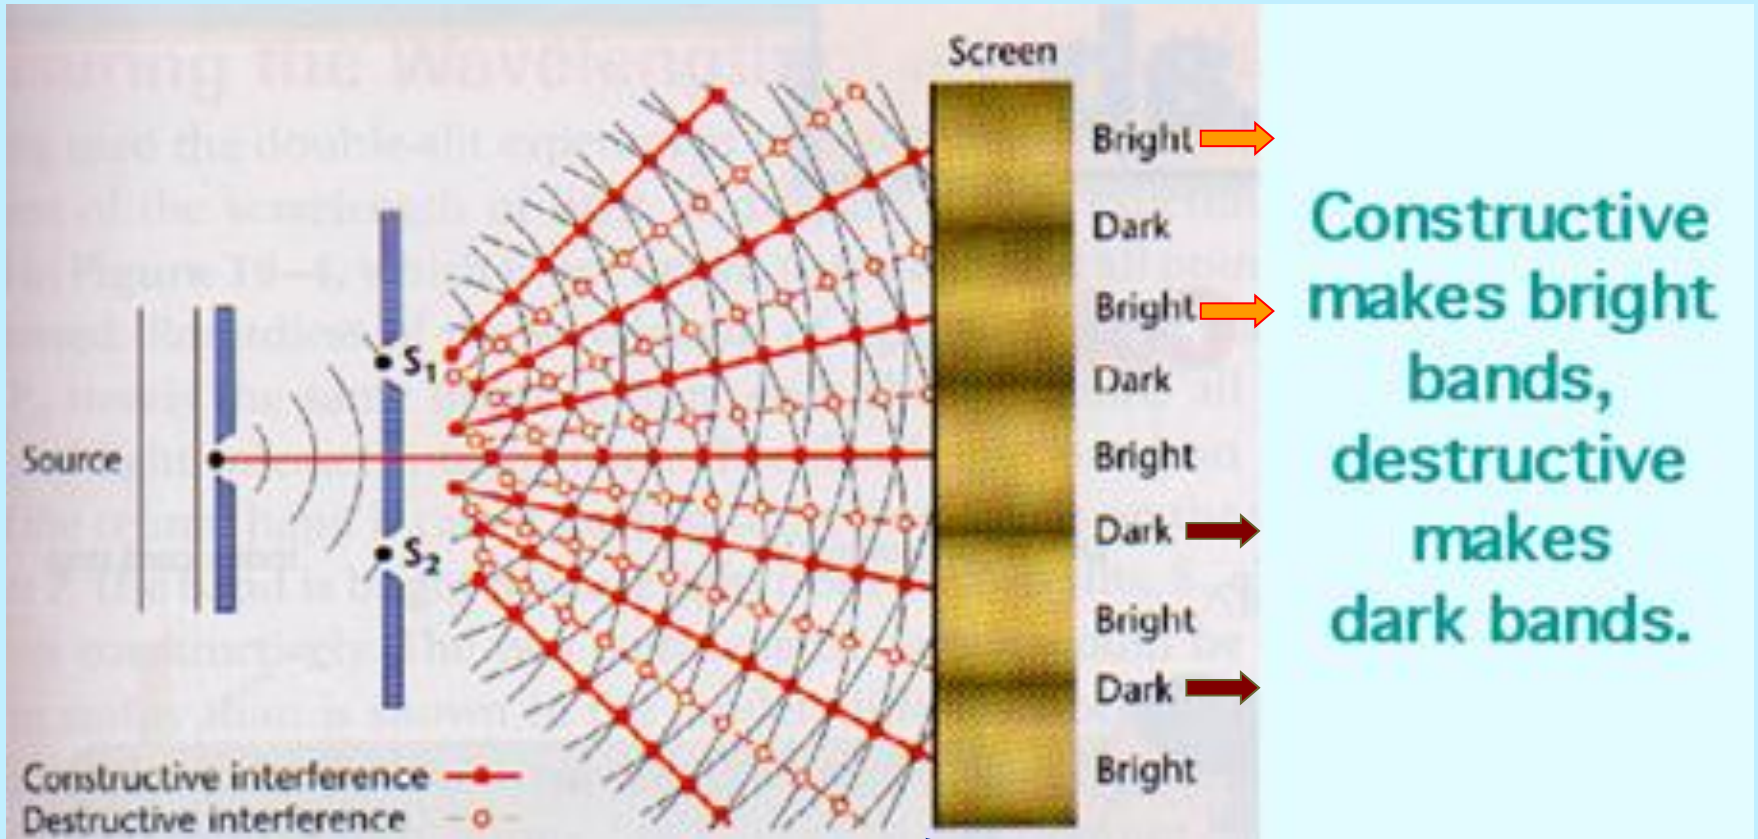 Screen
Bright
Dark
Bright
Dark
Bright
Dark
Bright
Dark
Bright
Source
S1
S2
Constructive interference
Destructive interference
Constructive
makes bright
bands,
destructive
makes
dark bands.